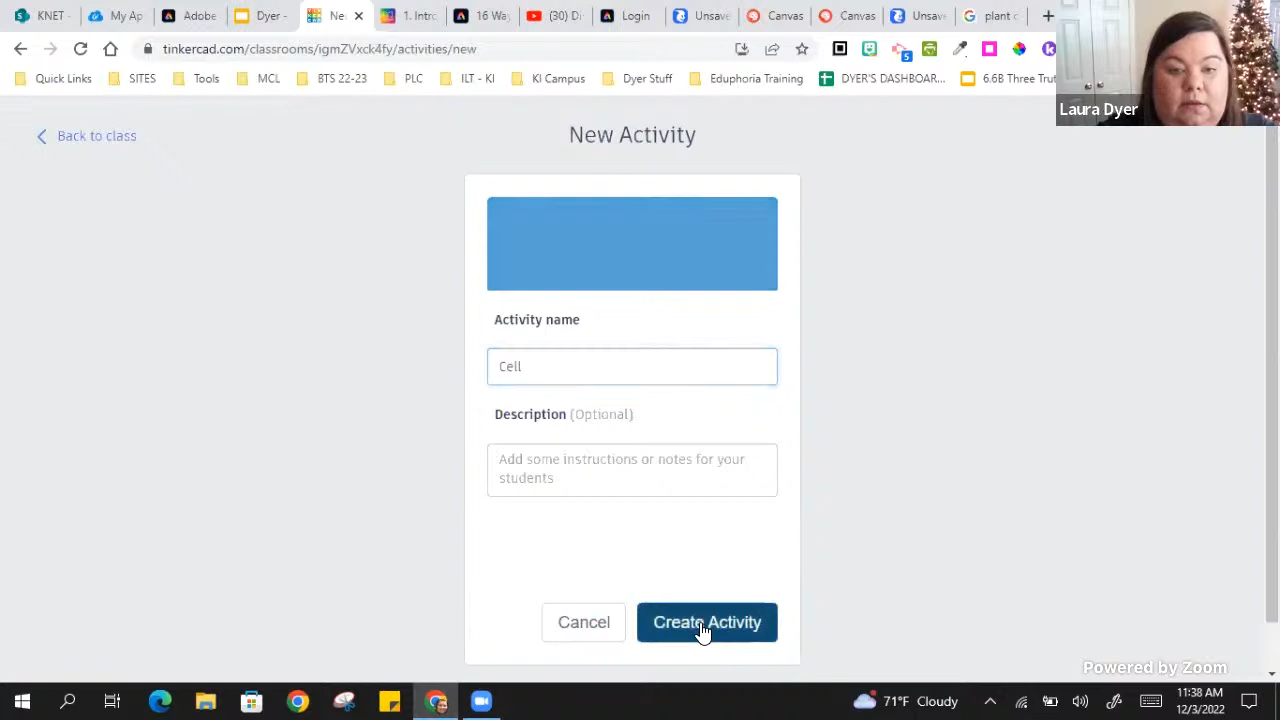 KNET - My Ap Adobe Dyer - Ne 1. Intro 16 Way (30) D Login Unsave Canvas Canvas Unsave plant c
tinkercad.com/classrooms/igmZVxck4fy/activities/new 5
Quick Links SITES Tools MCL BTS 22-23 PLC ILT - KI KI Campus Dyer Stuff Eduphoria Training DYER'S DASHBOAR... 6.6B Three Trut
Laura Dyer
Back to class
New Activity
Activity name
Cell
Description (Optional)
Add some instructions or notes for your
students
Cancel Create Activity
Powered by Zoom
71°F Cloudy 11:38 AM
12/3/2022